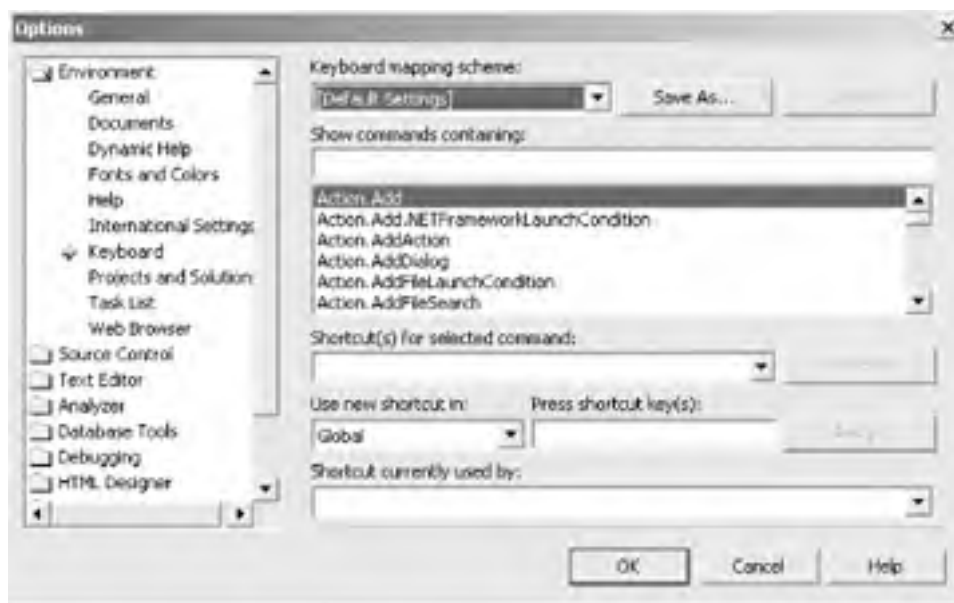 Options
Environment
General
Documents
Dynamic Help
Fonts and Colors
Help
International Settings
Keyboard
Projects and Solution
Task List
Web Browser
Source Control
Text Editor
Analyzer
Database Tools
Debugging
HTML Designer
Keyboard mapping scheme:
[Default Settings]
Save As...
Show commands containing:
Action.Add
Action.Add.NETFrameworkLaunchCondition
Action.AddAction
Action.AddDialog
Action.AddFileLaunchCondition
Action.AddFileSearch
Shortcut(s) for selected command:
Use new shortcut in:
Press shortcut key(s):
Global
Shortcut currently used by:
OK
Cancel
Help